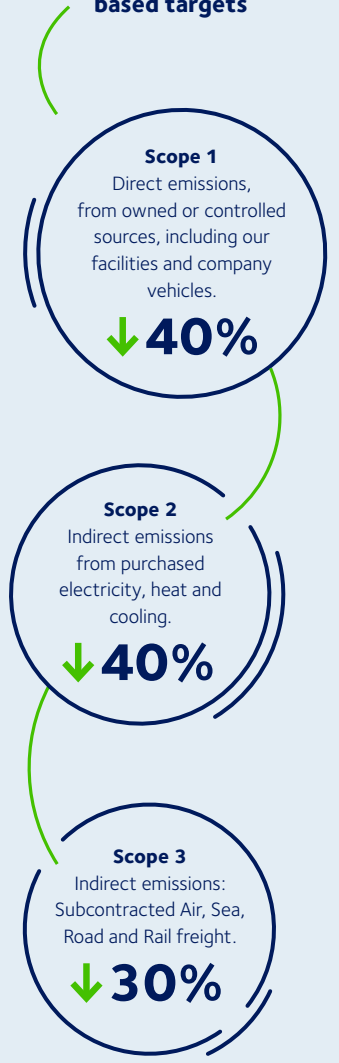 based targets
Scope 1
Direct emissions,
from owned or controlled
sources, including our
facilities and company
vehicles.
↓40%
Scope 2
Indirect emissions
from purchased
electricity, heat and
cooling.
↓40%
Scope 3
Indirect emissions:
Subcontracted Air, Sea,
Road and Rail freight.
↓30%